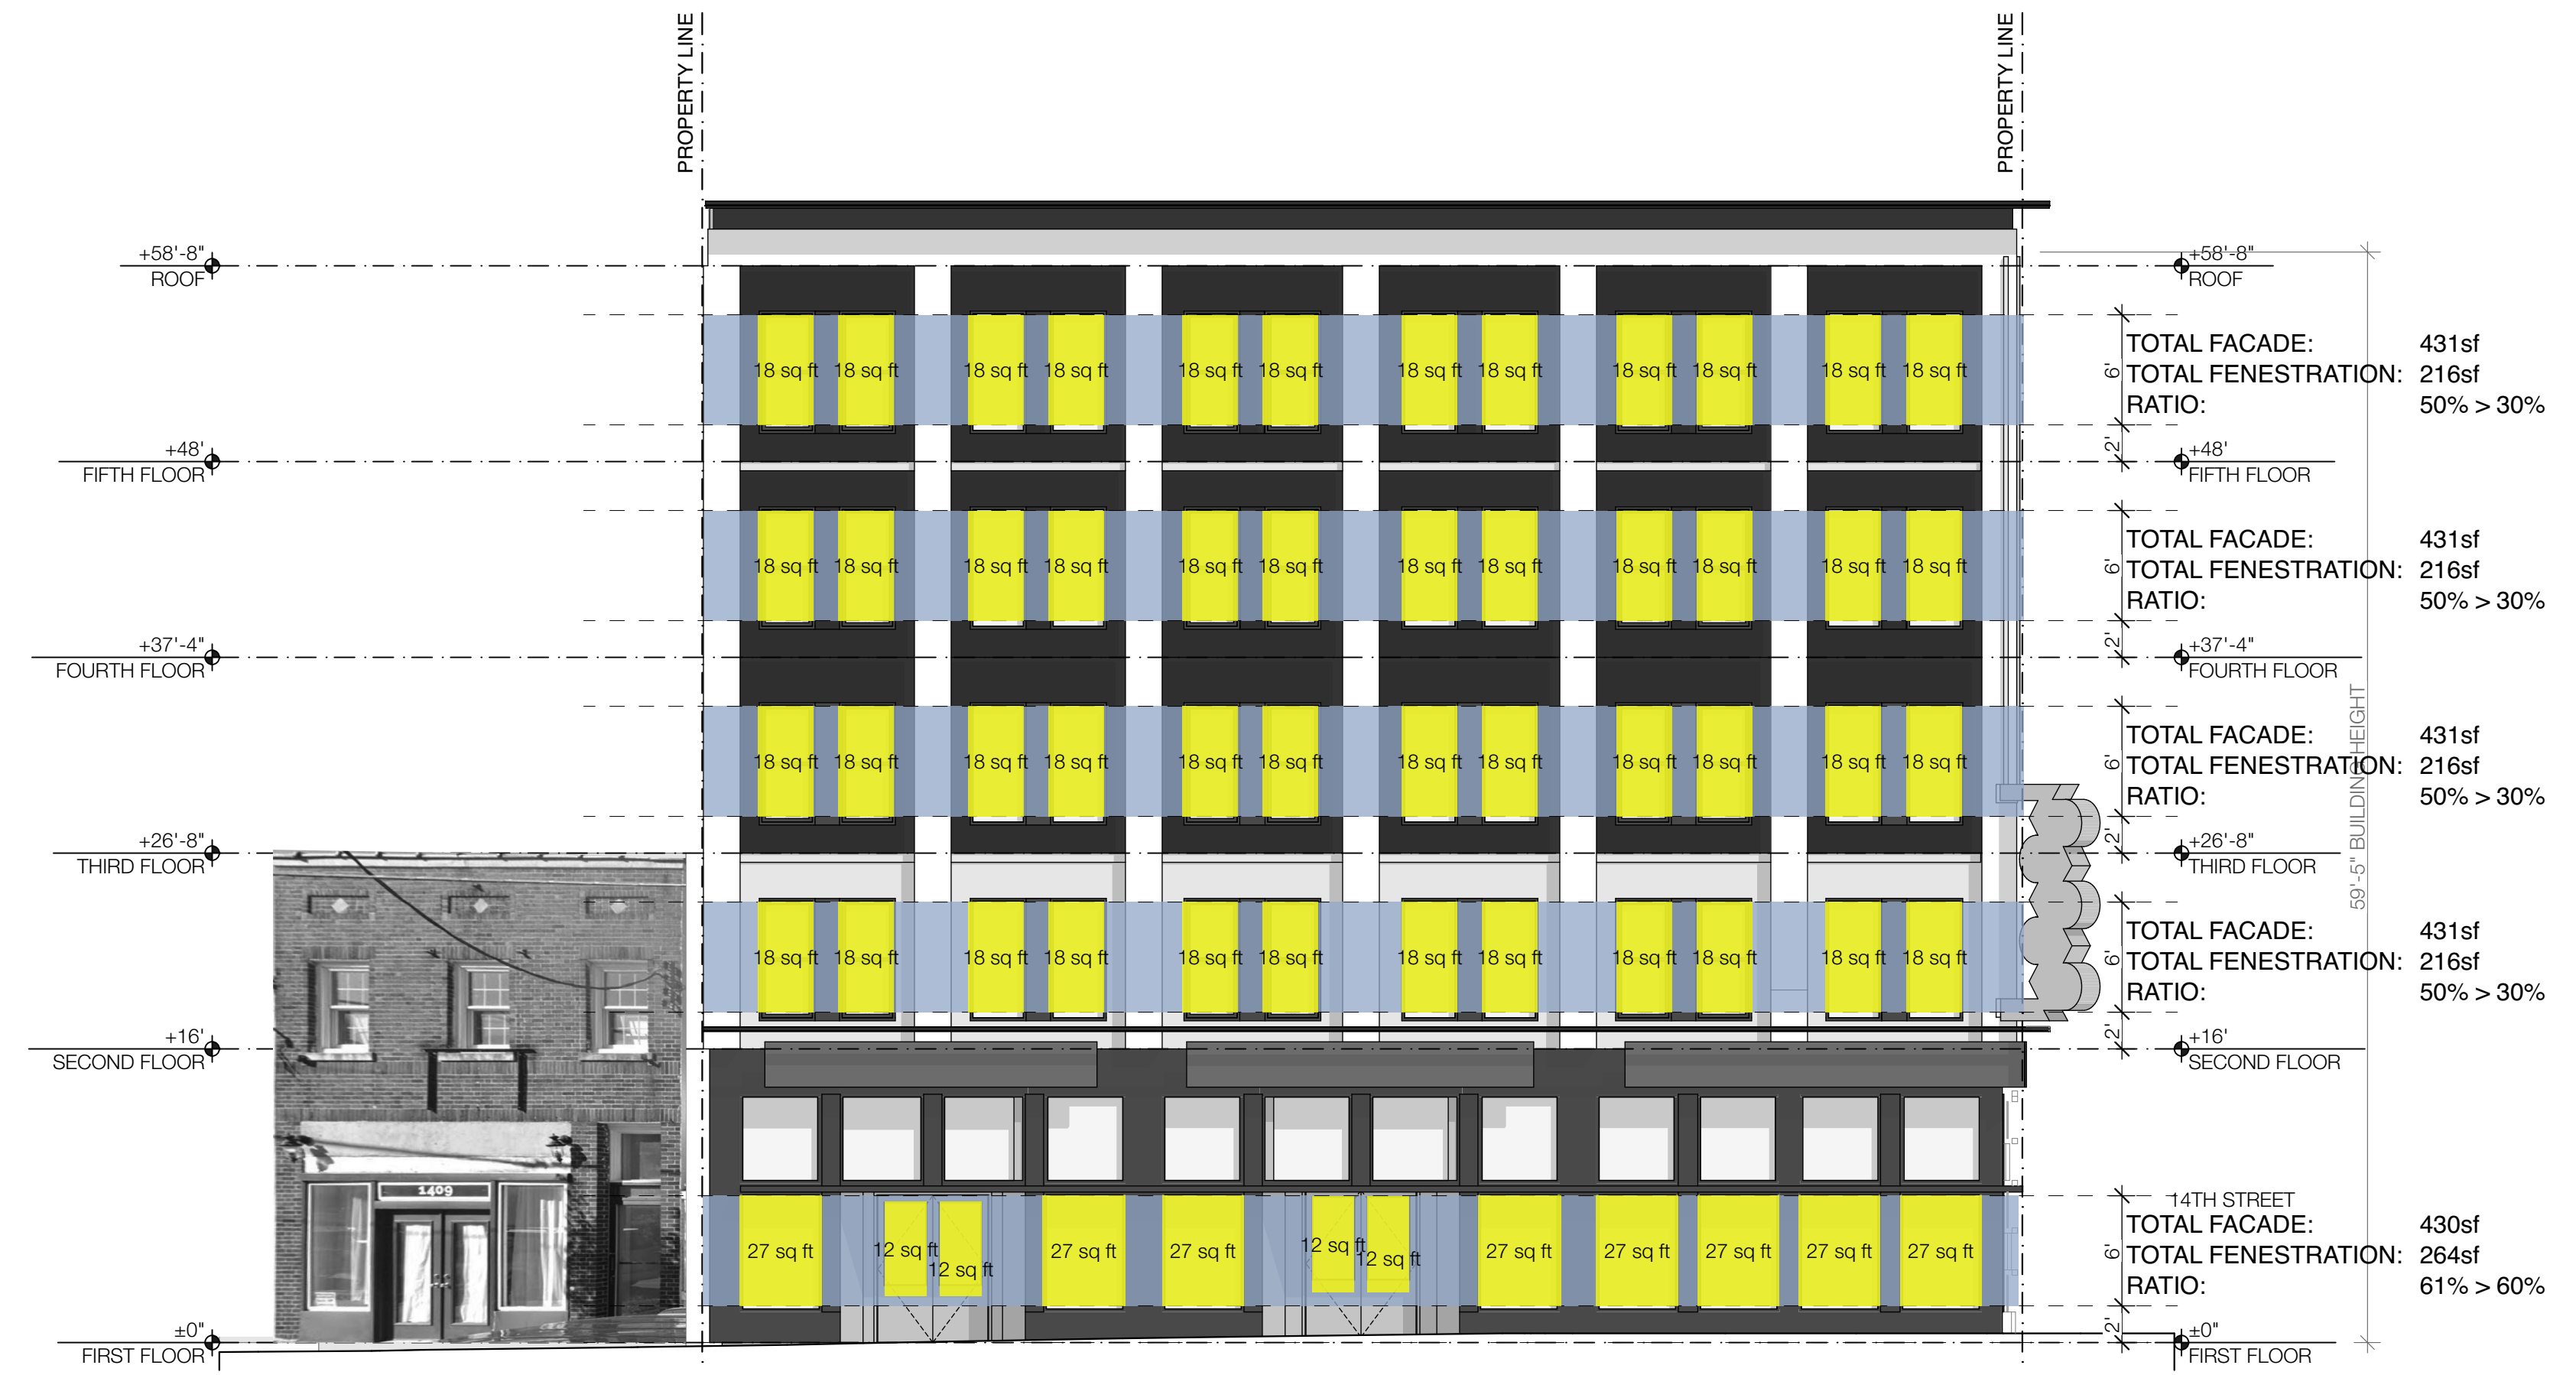 PROPERTY LINE
PROPERTY LINE
+58'-8"
ROOF
+58'-8"
ROOF
18 sq ft 18 sq ft 18 sq ft 18 sq ft 18 sq ft 18 sq ft 18 sq ft 18 sq ft 18 sq ft 18 sq ft 18 sq ft 18 sq ft
6'
TOTAL FACADE: 431sf
TOTAL FENESTRATION: 216sf
RATIO: 50% > 30%
2'
+48'
FIFTH FLOOR
+48'
FIFTH FLOOR
18 sq ft 18 sq ft 18 sq ft 18 sq ft 18 sq ft 18 sq ft 18 sq ft 18 sq ft 18 sq ft 18 sq ft 18 sq ft 18 sq ft
6'
TOTAL FACADE: 431sf
TOTAL FENESTRATION: 216sf
RATIO: 50% > 30%
2'
+37'-4"
FOURTH FLOOR
+37'-4"
FOURTH FLOOR
18 sq ft 18 sq ft 18 sq ft 18 sq ft 18 sq ft 18 sq ft 18 sq ft 18 sq ft 18 sq ft 18 sq ft 18 sq ft 18 sq ft
6'
TOTAL FACADE: 431sf
TOTAL FENESTRATION: 216sf
RATIO: 50% > 30%
59'-5" BUILDING HEIGHT
2'
+26'-8"
THIRD FLOOR
+26'-8"
THIRD FLOOR
18 sq ft 18 sq ft 18 sq ft 18 sq ft 18 sq ft 18 sq ft 18 sq ft 18 sq ft 18 sq ft 18 sq ft 18 sq ft 18 sq ft
6'
TOTAL FACADE: 431sf
TOTAL FENESTRATION: 216sf
RATIO: 50% > 30%
2'
+16'
SECOND FLOOR
+16'
SECOND FLOOR
1409
27 sq ft 12 sq ft 12 sq ft 27 sq ft 27 sq ft 12 sq ft 12 sq ft 27 sq ft 27 sq ft 27 sq ft 27 sq ft 27 sq ft
14TH STREET
6'
TOTAL FACADE: 430sf
TOTAL FENESTRATION: 264sf
RATIO: 61% > 60%
2'
±0"
FIRST FLOOR
±0"
FIRST FLOOR